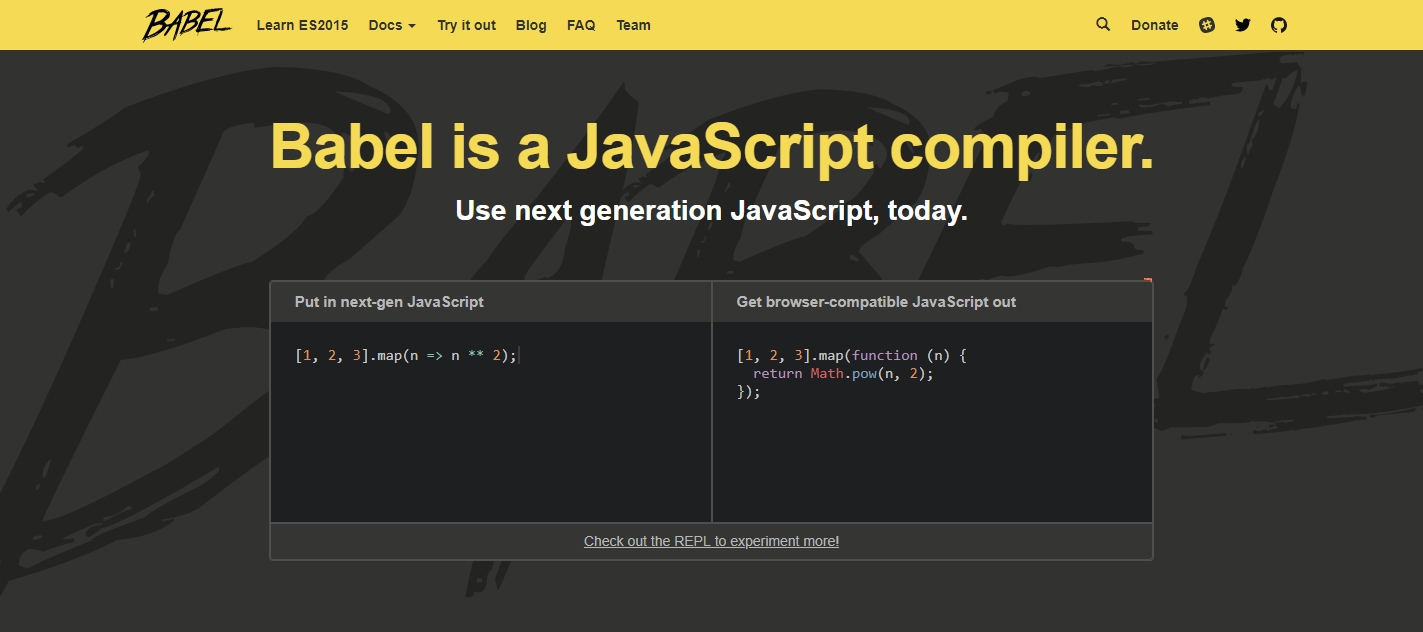 BABEL Learn ES2015 Docs Try it out Blog FAQ Team Donate
BABEL
Babel is a JavaScript compiler.
Use next generation JavaScript, today.
Put in next-gen JavaScript
[1, 2, 3].map(n => n ** 2);
Get browser-compatible JavaScript out
[1, 2, 3].map(function (n) {
  return Math.pow(n, 2);
});
Check out the REPL to experiment more!